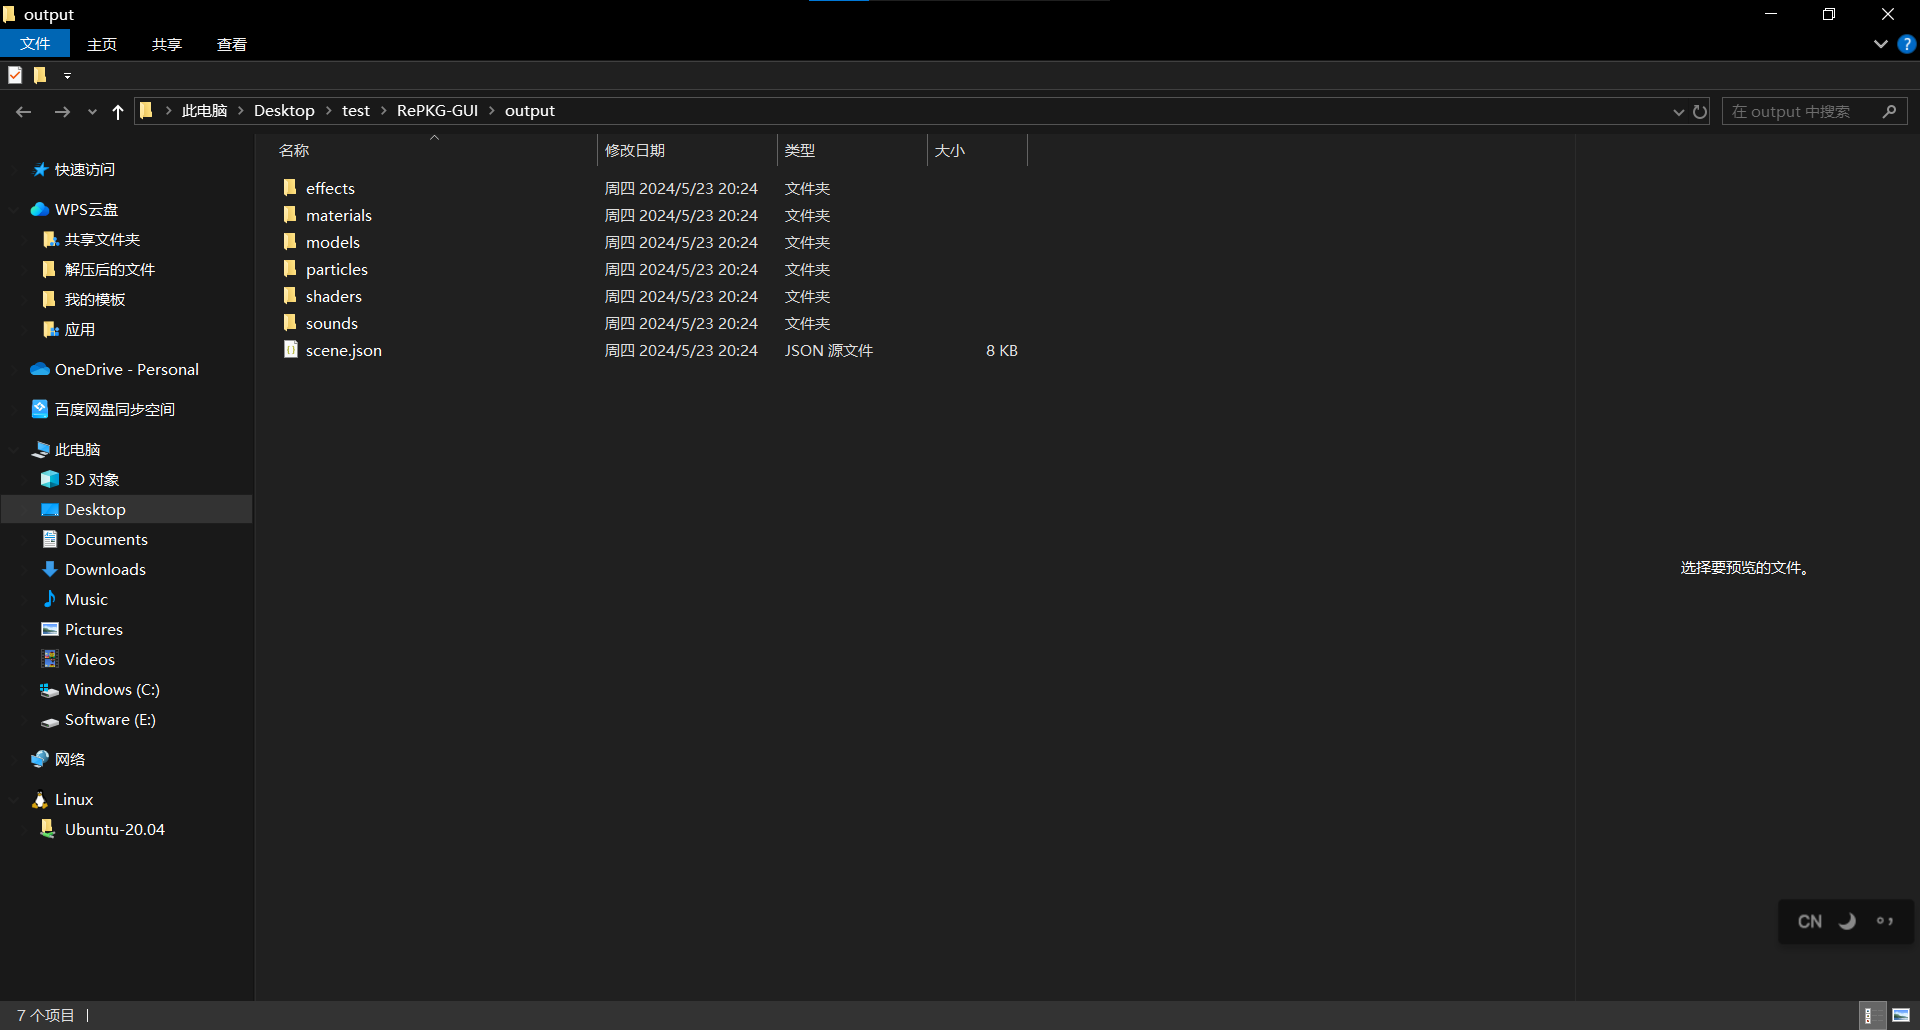 output
文件 主页 共享 查看
此电脑 Desktop test RePKG-GUI output 在 output 中搜索
名称 修改日期 类型 大小
effects 周四 2024/5/23 20:24 文件夹
materials 周四 2024/5/23 20:24 文件夹
models 周四 2024/5/23 20:24 文件夹
particles 周四 2024/5/23 20:24 文件夹
shaders 周四 2024/5/23 20:24 文件夹
sounds 周四 2024/5/23 20:24 文件夹
scene.json 周四 2024/5/23 20:24 JSON 源文件 8 KB
快速访问
WPS云盘
共享文件夹
解压后的文件
我的模板
应用
OneDrive - Personal
百度网盘同步空间
此电脑
3D 对象
Desktop
Documents
Downloads
Music
Pictures
Videos
Windows (C:)
Software (E:)
网络
Linux
Ubuntu-20.04
选择要预览的文件。
CN
7 个项目